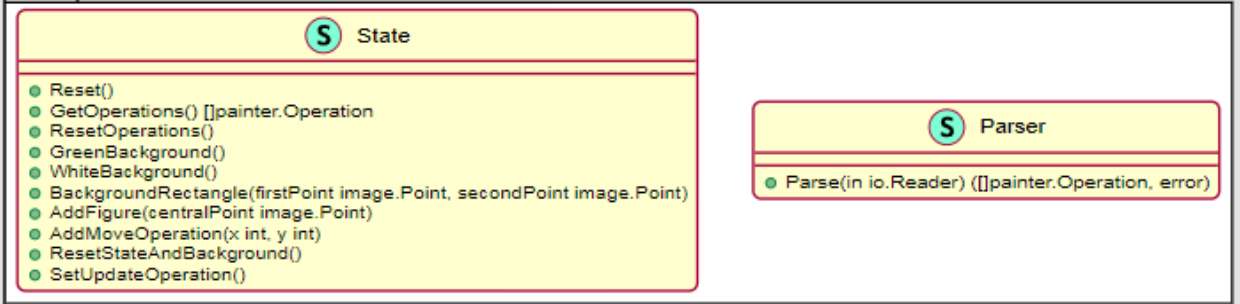 S State
Reset()
GetOperations() []painter.Operation
ResetOperations()
GreenBackground()
WhiteBackground()
BackgroundRectangle(firstPoint image.Point, secondPoint image.Point)
AddFigure(centralPoint image.Point)
AddMoveOperation(x int, y int)
ResetStateAndBackground()
SetUpdateOperation()
S Parser
Parse(in io.Reader) ([]painter.Operation, error)